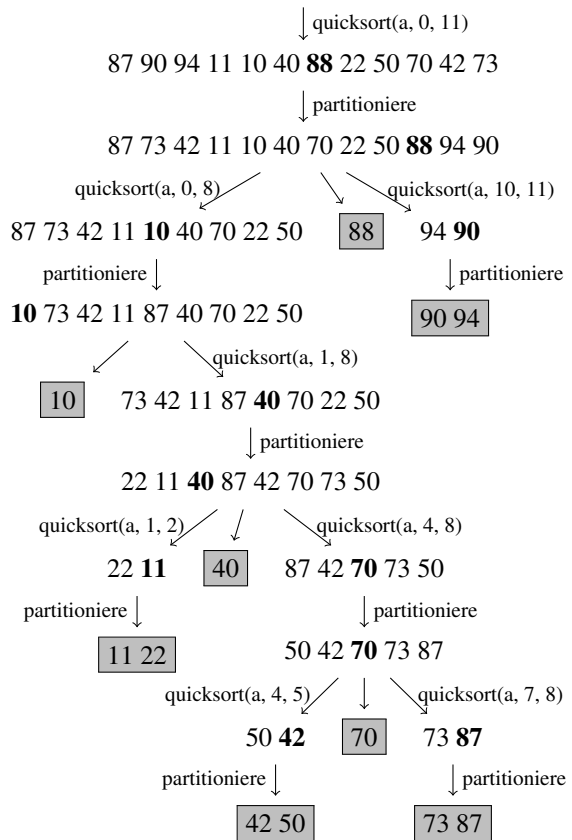 quicksort(a, 0, 11)
87 90 94 11 10 40 88 22 50 70 42 73
partitioniere
87 73 42 11 10 40 70 22 50 88 94 90
quicksort(a, 0, 8)
quicksort(a, 10, 11)
87 73 42 11 10 40 70 22 50
88
94 90
partitioniere
partitioniere
10 73 42 11 87 40 70 22 50
90 94
quicksort(a, 1, 8)
10
73 42 11 87 40 70 22 50
partitioniere
22 11 40 87 42 70 73 50
quicksort(a, 1, 2)
quicksort(a, 4, 8)
22 11
40
87 42 70 73 50
partitioniere
partitioniere
11 22
50 42 70 73 87
quicksort(a, 4, 5)
quicksort(a, 7, 8)
50 42
70
73 87
partitioniere
partitioniere
42 50
73 87